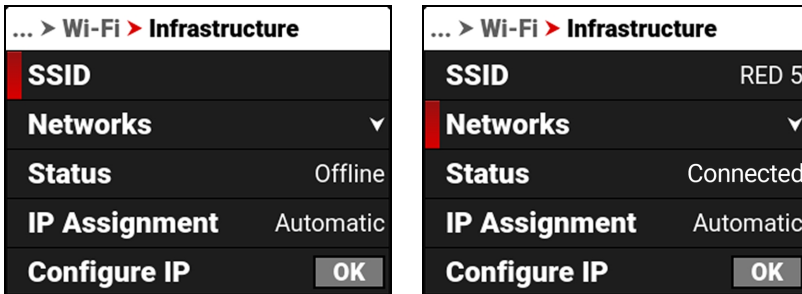 ... > Wi-Fi > Infrastructure
SSID
Networks
Status Offline
IP Assignment Automatic
Configure IP OK
... > Wi-Fi > Infrastructure
SSID RED 5
Networks
Status Connected
IP Assignment Automatic
Configure IP OK